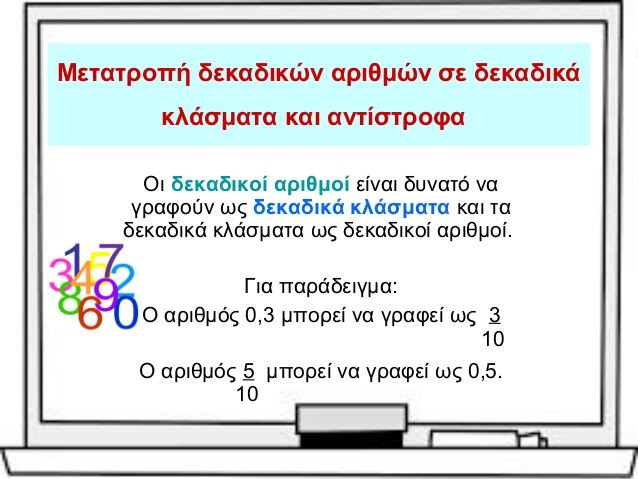 Μετατροπή δεκαδικών αριθμών σε δεκαδικά
κλάσματα και αντίστροφα
Οι δεκαδικοί αριθμοί είναι δυνατό να
γραφούν ως δεκαδικά κλάσματα και τα
δεκαδικά κλάσματα ως δεκαδικοί αριθμοί.
1 7
3 4 5 2
8 9
6 0
Για παράδειγμα:
Ο αριθμός 0,3 μπορεί να γραφεί ως 3
10
Ο αριθμός 5 μπορεί να γραφεί ως 0,5.
10